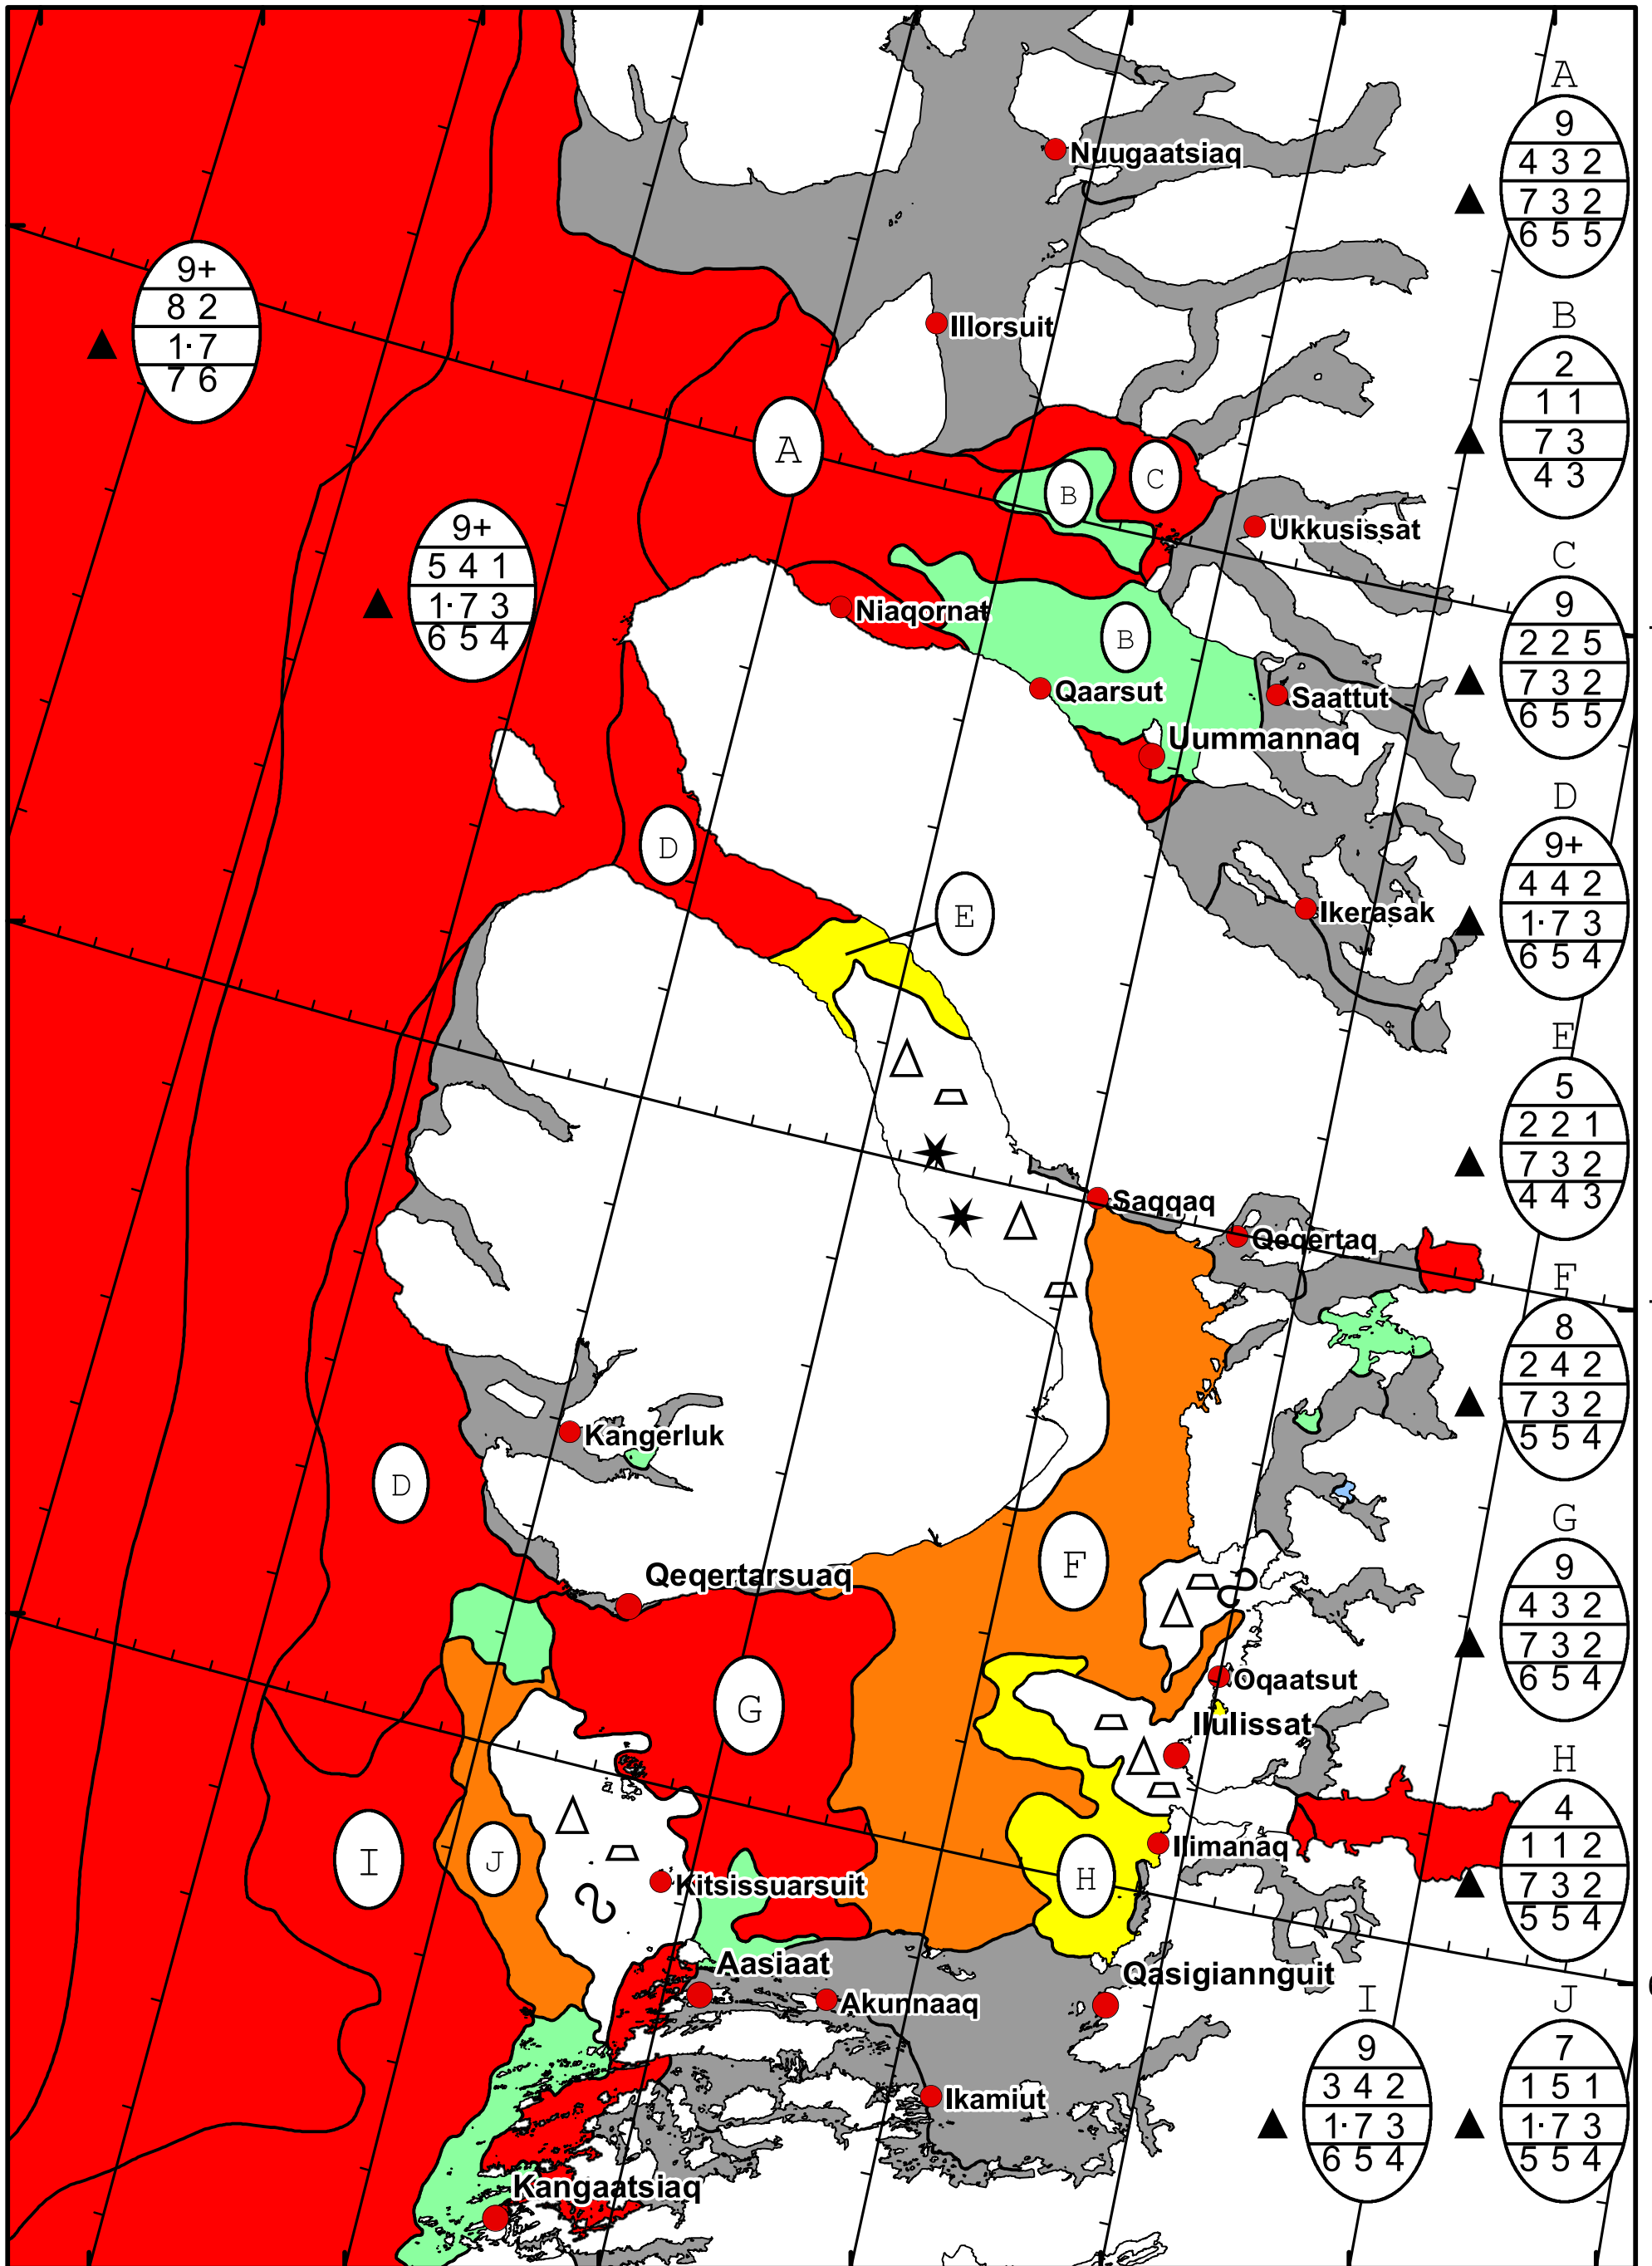 A
9
4 3 2
7 3 2
6 5 5
Nuugaatsiaq
9+
8 2
1· 7
7 6
Illorsuit
B
2
1 1
7 3
4 3
A
B
C
Ukkusissat
9+
5 4 1
1· 7 3
6 5 4
C
9
2 2 5
7 3 2
6 5 5
Niaqornat
B
Qaarsut
Saattut
Uummannaq
D
9+
4 4 2
1· 7 3
6 5 4
D
E
Ikerasak
E
5
2 2 1
7 3 2
4 4 3
Saqqaq
Qeqertaq
F
8
2 4 2
7 3 2
5 5 4
Kangerluk
D
G
9
4 3 2
7 3 2
6 5 4
F
Qeqertarsuaq
Oqaatsut
G
Ilulissat
H
4
1 1 2
7 3 2
5 5 4
I
J
H
Ilimanaq
Kitsissuarsuit
Aasiaat
Akunnaaq
Qasigiannguit
I
9
3 4 2
1· 7 3
6 5 4
J
7
1 5 1
1· 7 3
5 5 4
Ikamiut
Kangaatsiaq